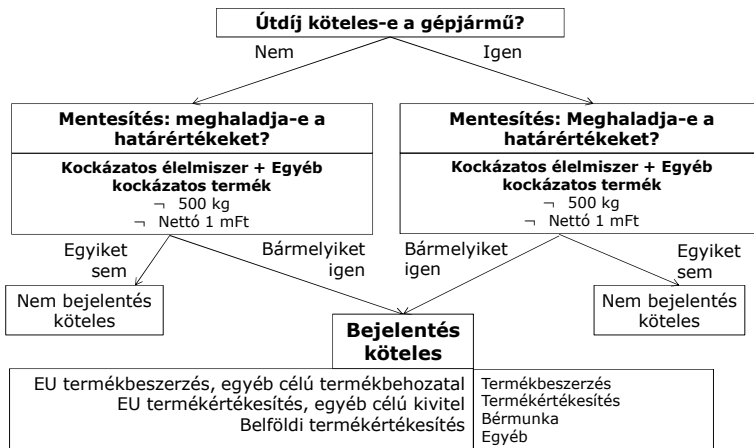 Útdíj köteles-e a gépjármű?
Nem
Igen
Mentesítés: meghaladja-e a
határértékeket?
Kockázatos élelmiszer + Egyéb
kockázatos termék
¬ 500 kg
¬ Nettó 1 mFt
Mentesítés: Meghaladja-e a
határértékeket?
Kockázatos élelmiszer + Egyéb
kockázatos termék
¬ 500 kg
¬ Nettó 1 mFt
Egyiket
sem
Bármelyiket
igen
Bármelyiket
igen
Egyiket
sem
Nem bejelentés
köteles
Bejelentés
köteles
Nem bejelentés
köteles
EU termékbeszerzés, egyéb célú termékbehozatal
EU termékértékesítés, egyéb célú kivitel
Belföldi termékértékesítés
Termékbeszerzés
Termékértékesítés
Bérmunka
Egyéb